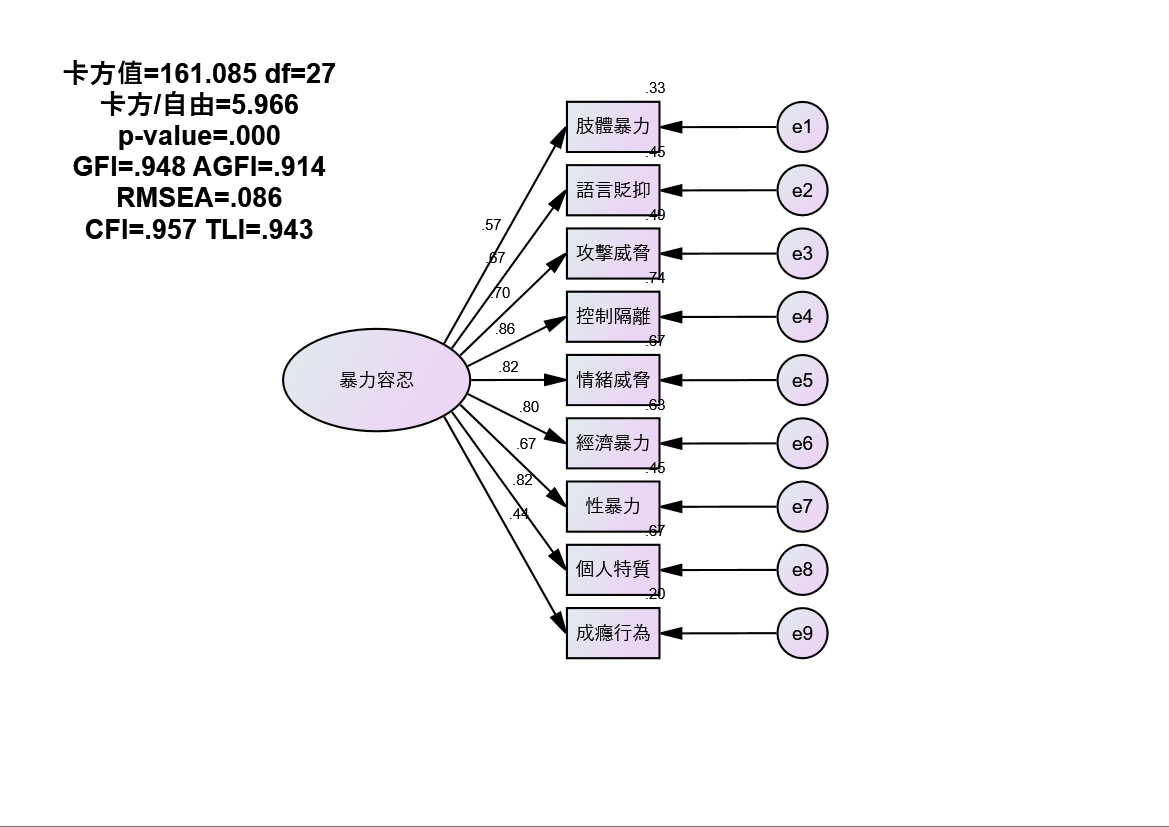 卡方值=161.085 df=27
卡方/自由=5.966
p-value=.000
GFI=.948 AGFI=.914
RMSEA=.086
CFI=.957 TLI=.943
.33
肢體暴力
e1
.45
語言貶抑
e2
.49
攻擊威脅
e3
.74
控制隔離
e4
.67
情緒威脅
e5
.63
經濟暴力
e6
.45
性暴力
e7
.67
個人特質
e8
.20
成癮行為
e9
.57
.67
.70
.86
.82
.80
.67
.82
.44
暴力容忍